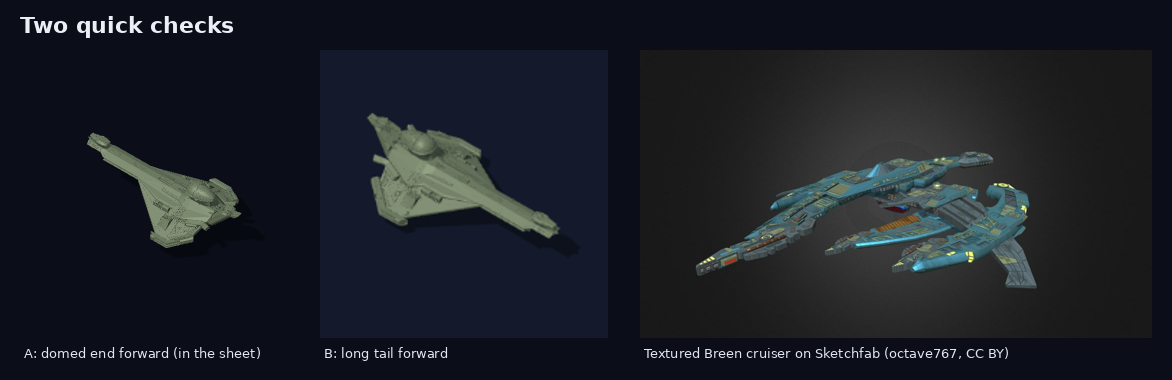 Two quick checks
A: domed end forward (in the sheet)
B: long tail forward
Textured Breen cruiser on Sketchfab (octave767, CC BY)